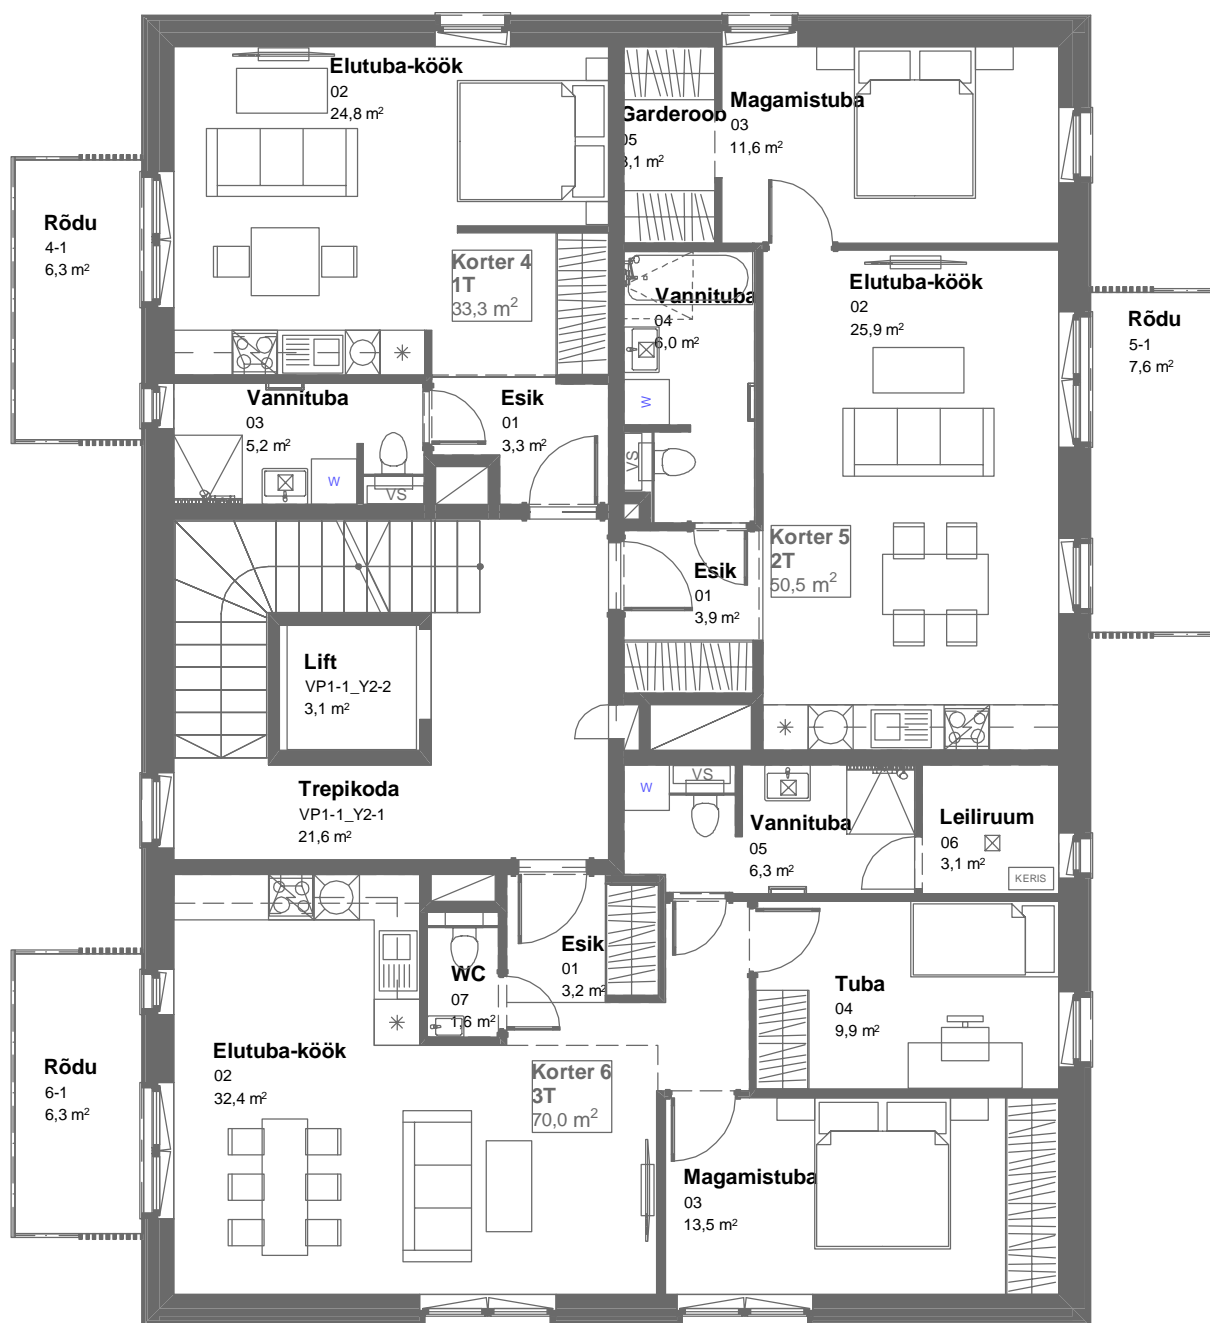 Elutuba-köök
02
24,8 m²
Garderoob
05
3,1 m²
Magamistuba
03
11,6 m²
Rõdu
4-1
6,3 m²
Korter 4
1T
33,3 m²
Vannituba
04
6,0 m²
Elutuba-köök
02
25,9 m²
Rõdu
5-1
7,6 m²
Vannituba
03
5,2 m²
Esik
01
3,3 m²
W
W
VS
VS
Korter 5
2T
50,5 m²
Esik
01
3,9 m²
Lift
VP1-1_Y2-2
3,1 m²
Trepikoda
VP1-1_Y2-1
21,6 m²
W
VS
Vannituba
05
6,3 m²
Leiliruum
06
3,1 m²
KERIS
Esik
01
3,2 m²
WC
07
1,6 m²
Tuba
04
9,9 m²
Elutuba-köök
02
32,4 m²
Rõdu
6-1
6,3 m²
Korter 6
3T
70,0 m²
Magamistuba
03
13,5 m²